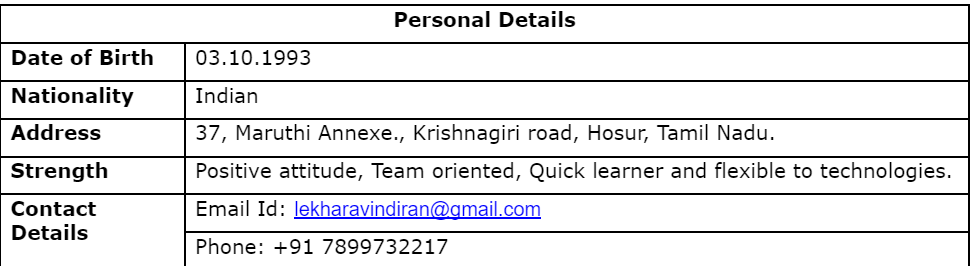 Personal Details
Date of Birth 03.10.1993
Nationality Indian
Address 37, Maruthi Annexe., Krishnagiri road, Hosur, Tamil Nadu.
Strength Positive attitude, Team oriented, Quick learner and flexible to technologies.
Contact Details Email Id: lekharavindiran@gmail.com
Phone: +91 7899732217